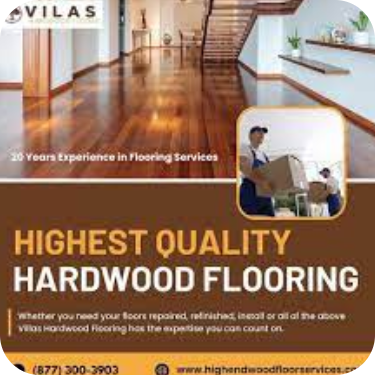 VILAS
20 Years Experience in Flooring Services
HIGHEST QUALITY
HARDWOOD FLOORING
Whether you need your floors repaired, refinished, install or all of the above
Villas Hardwood Flooring has the expertise you can count on.
(877) 300-3903
www.highendwoodfloorservices.co